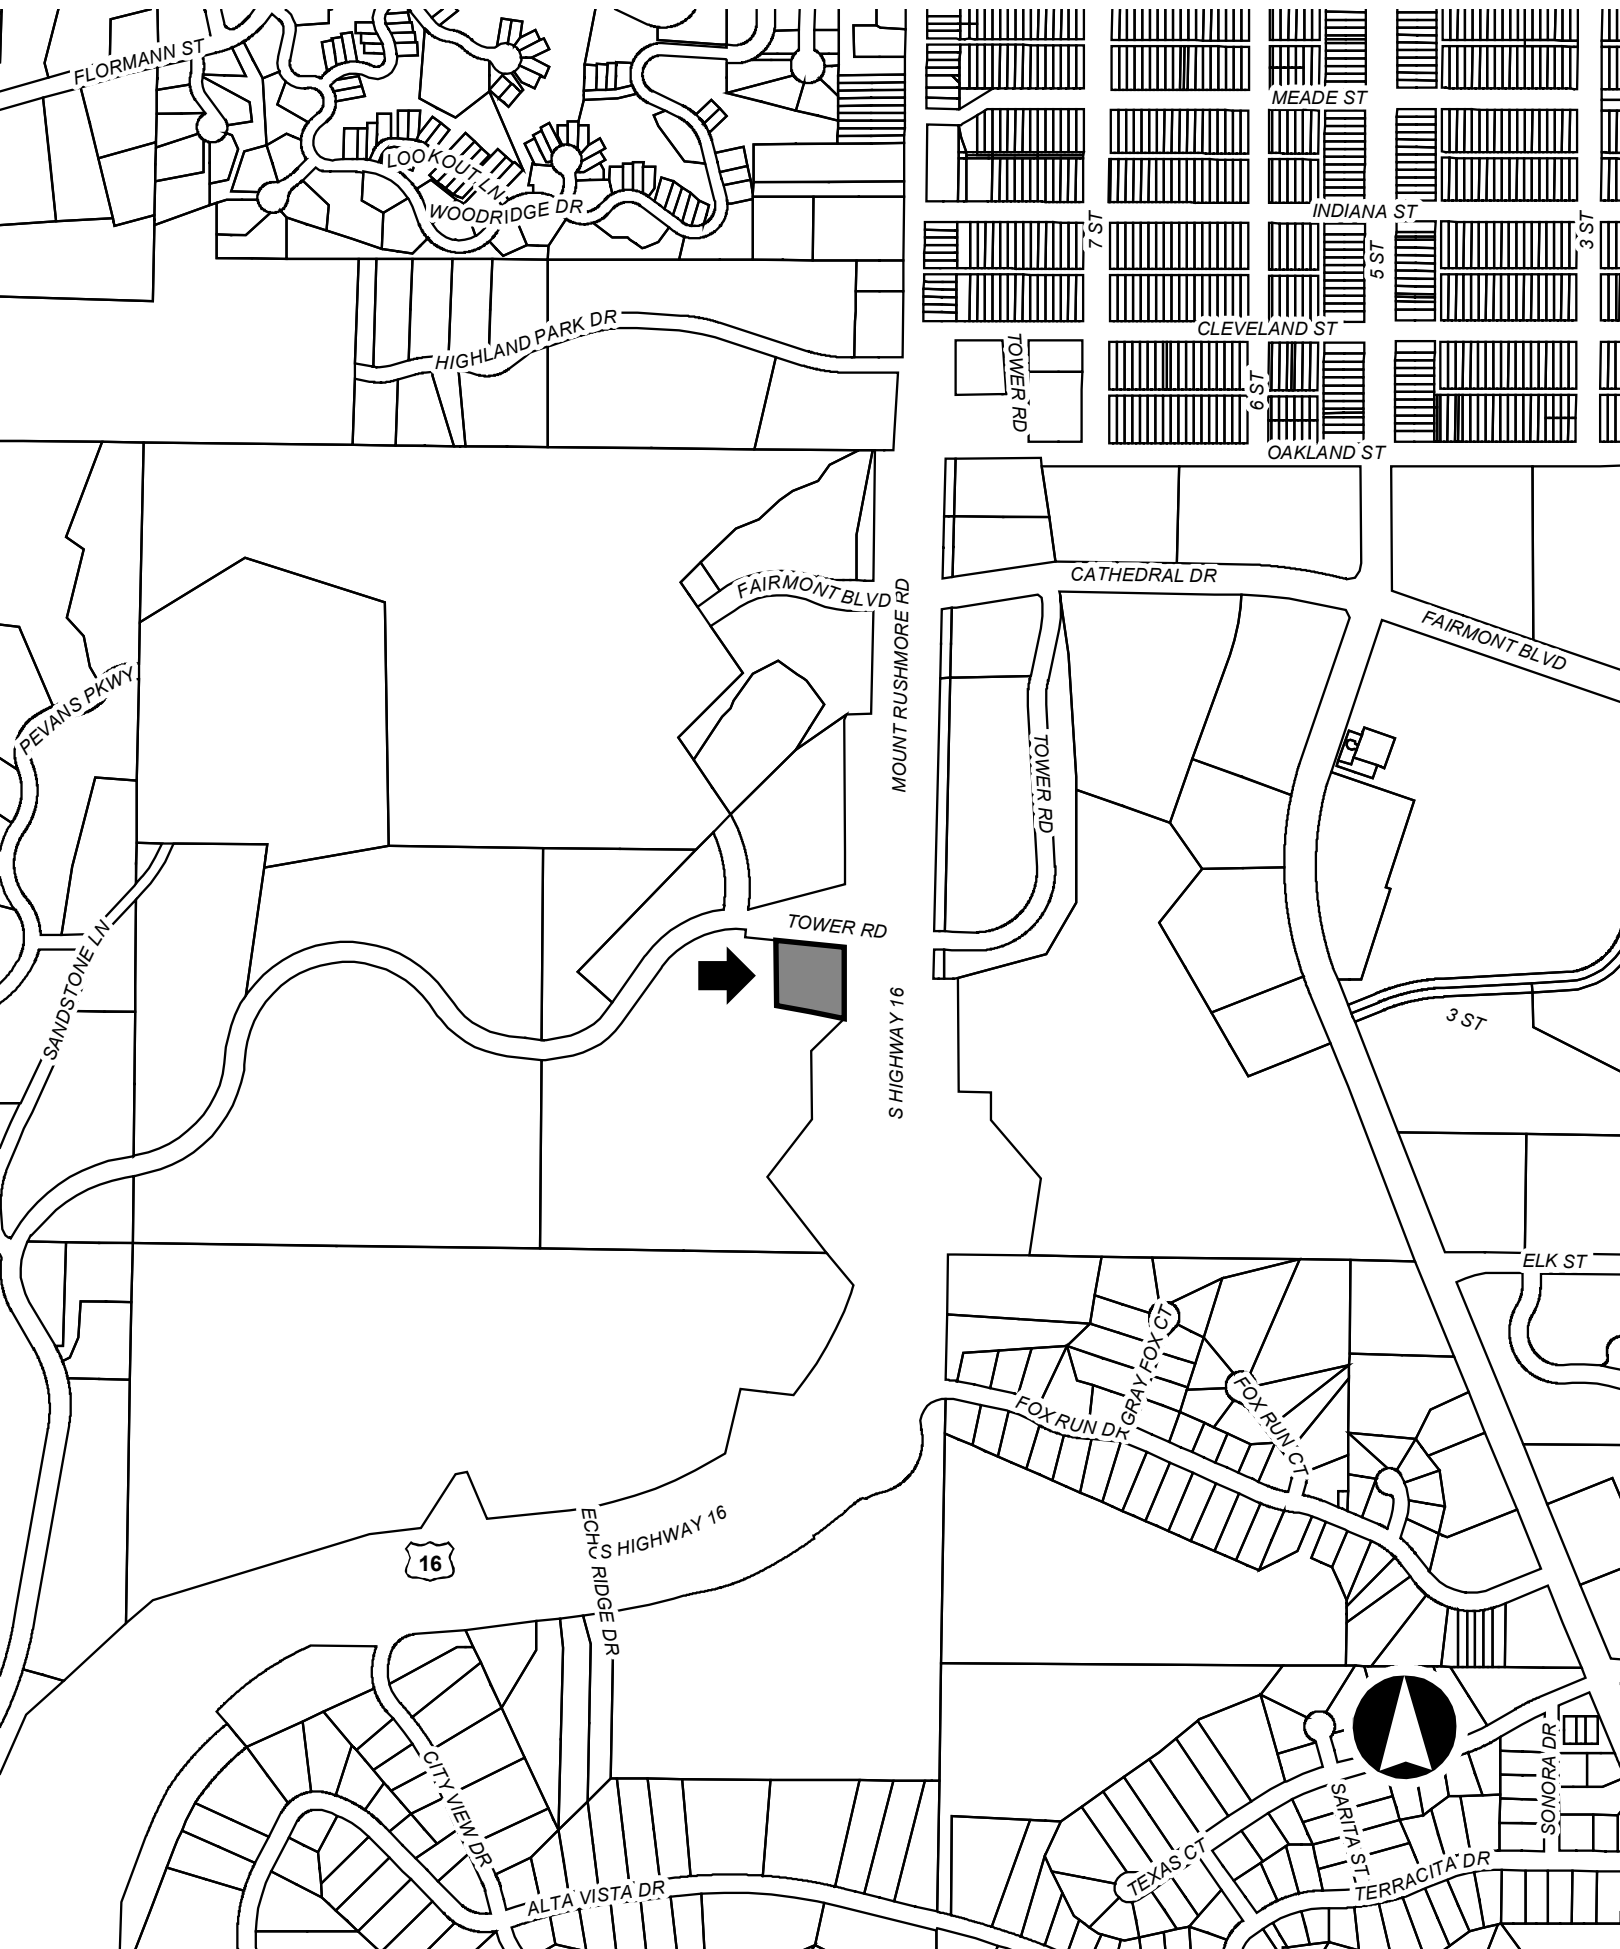 FLORMANN ST
MEADE ST
LOOKOUT LN
WOODRIDGE DR
INDIANA ST
7 ST
5 ST
3 ST
HIGHLAND PARK DR
CLEVELAND ST
TOWER RD
6 ST
OAKLAND ST
CATHEDRAL DR
FAIRMONT BLVD
MOUNT RUSHMORE RD
FAIRMONT BLVD
PEVANS PKWY
TOWER RD
TOWER RD
SANDSTONE LN
S HIGHWAY 16
3 ST
ELK ST
GRAY FOX CT
FOX RUN DR
FOX RUN CT
S HIGHWAY 16
16
ECHO RIDGE DR
CITY VIEW DR
SONORA DR
SARITA ST
TEXAS CT
TERRACITA DR
ALTA VISTA DR